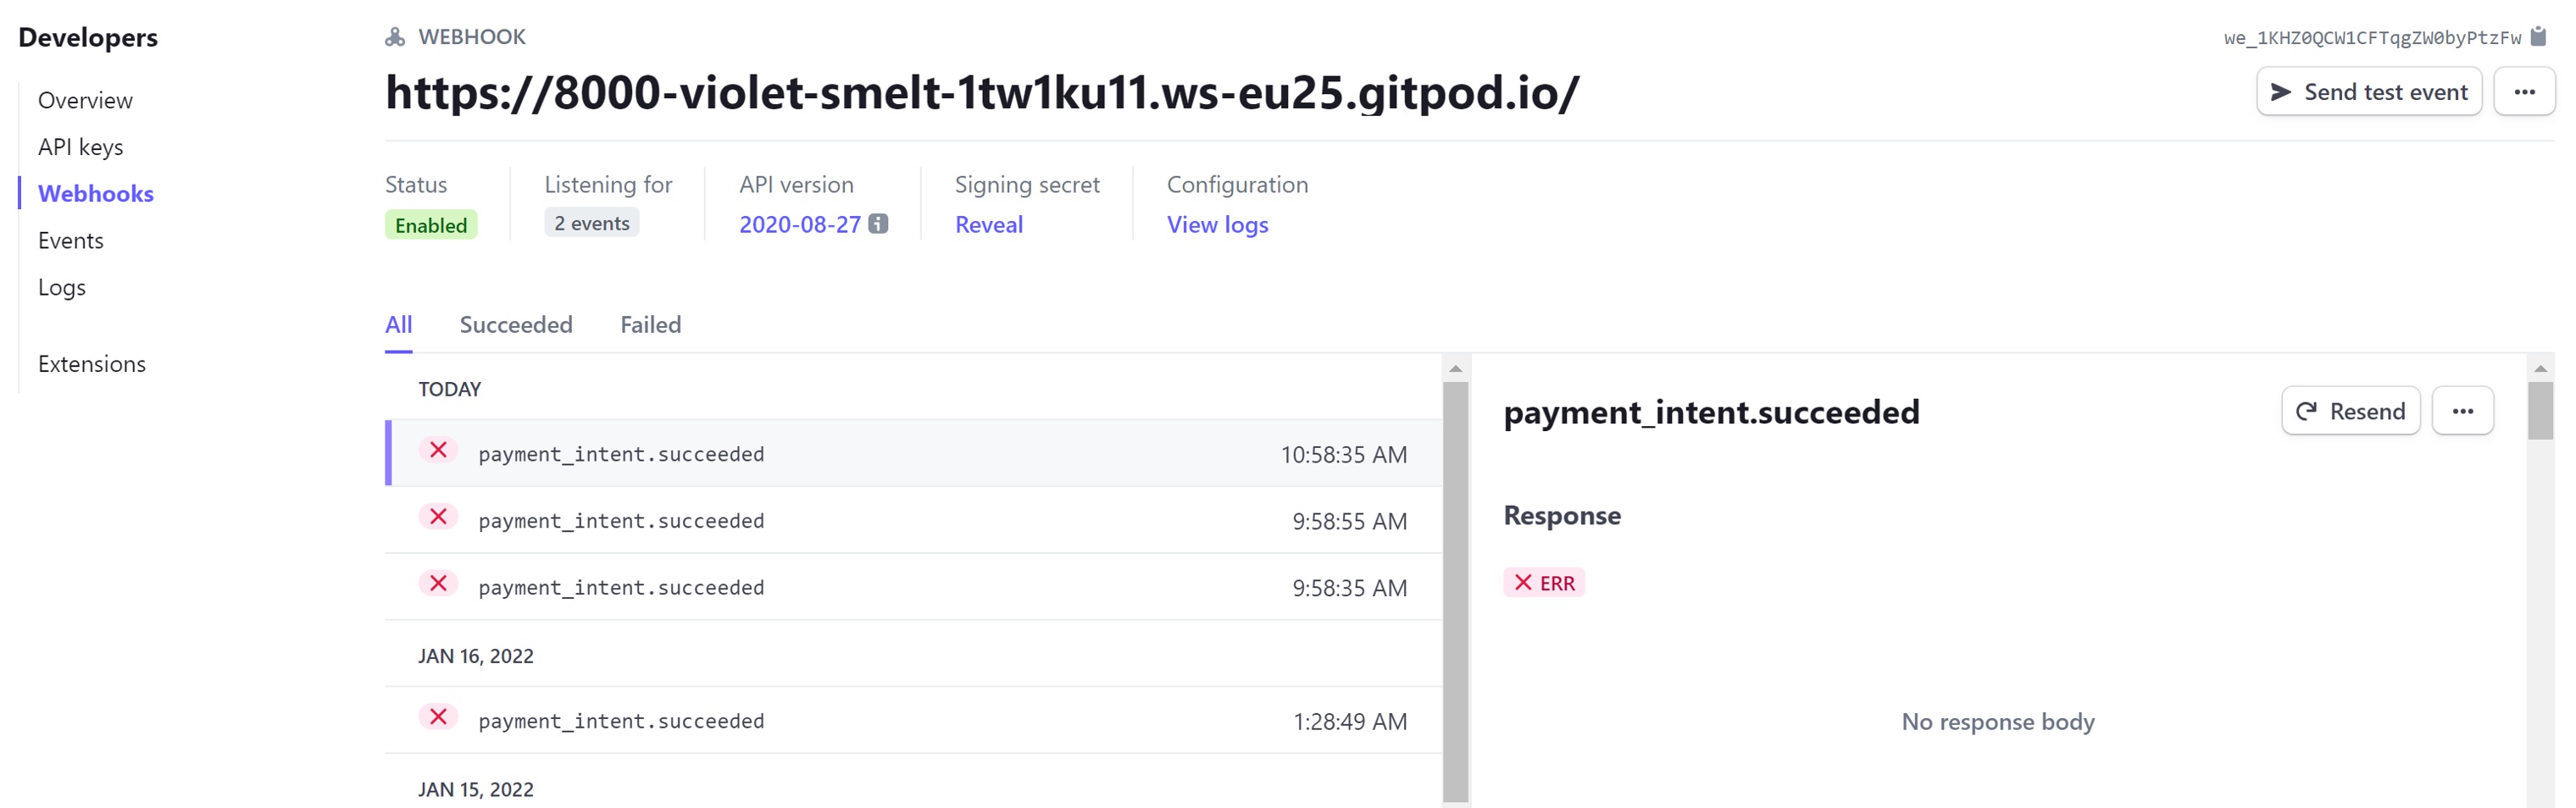 Developers
Overview
API keys
Webhooks
Events
Logs
Extensions
WEBHOOK
we_1KHZ0QCW1CFTqgZW0byPtzFw
https://8000-violet-smelt-1tw1ku11.ws-eu25.gitpod.io/
Send test event
Status
Enabled
Listening for
2 events
API version
2020-08-27
Signing secret
Reveal
Configuration
View logs
All Succeeded Failed
TODAY
payment_intent.succeeded 10:58:35 AM
payment_intent.succeeded 9:58:55 AM
payment_intent.succeeded 9:58:35 AM
JAN 16, 2022
payment_intent.succeeded 1:28:49 AM
JAN 15, 2022
payment_intent.succeeded
Resend
Response
ERR
No response body